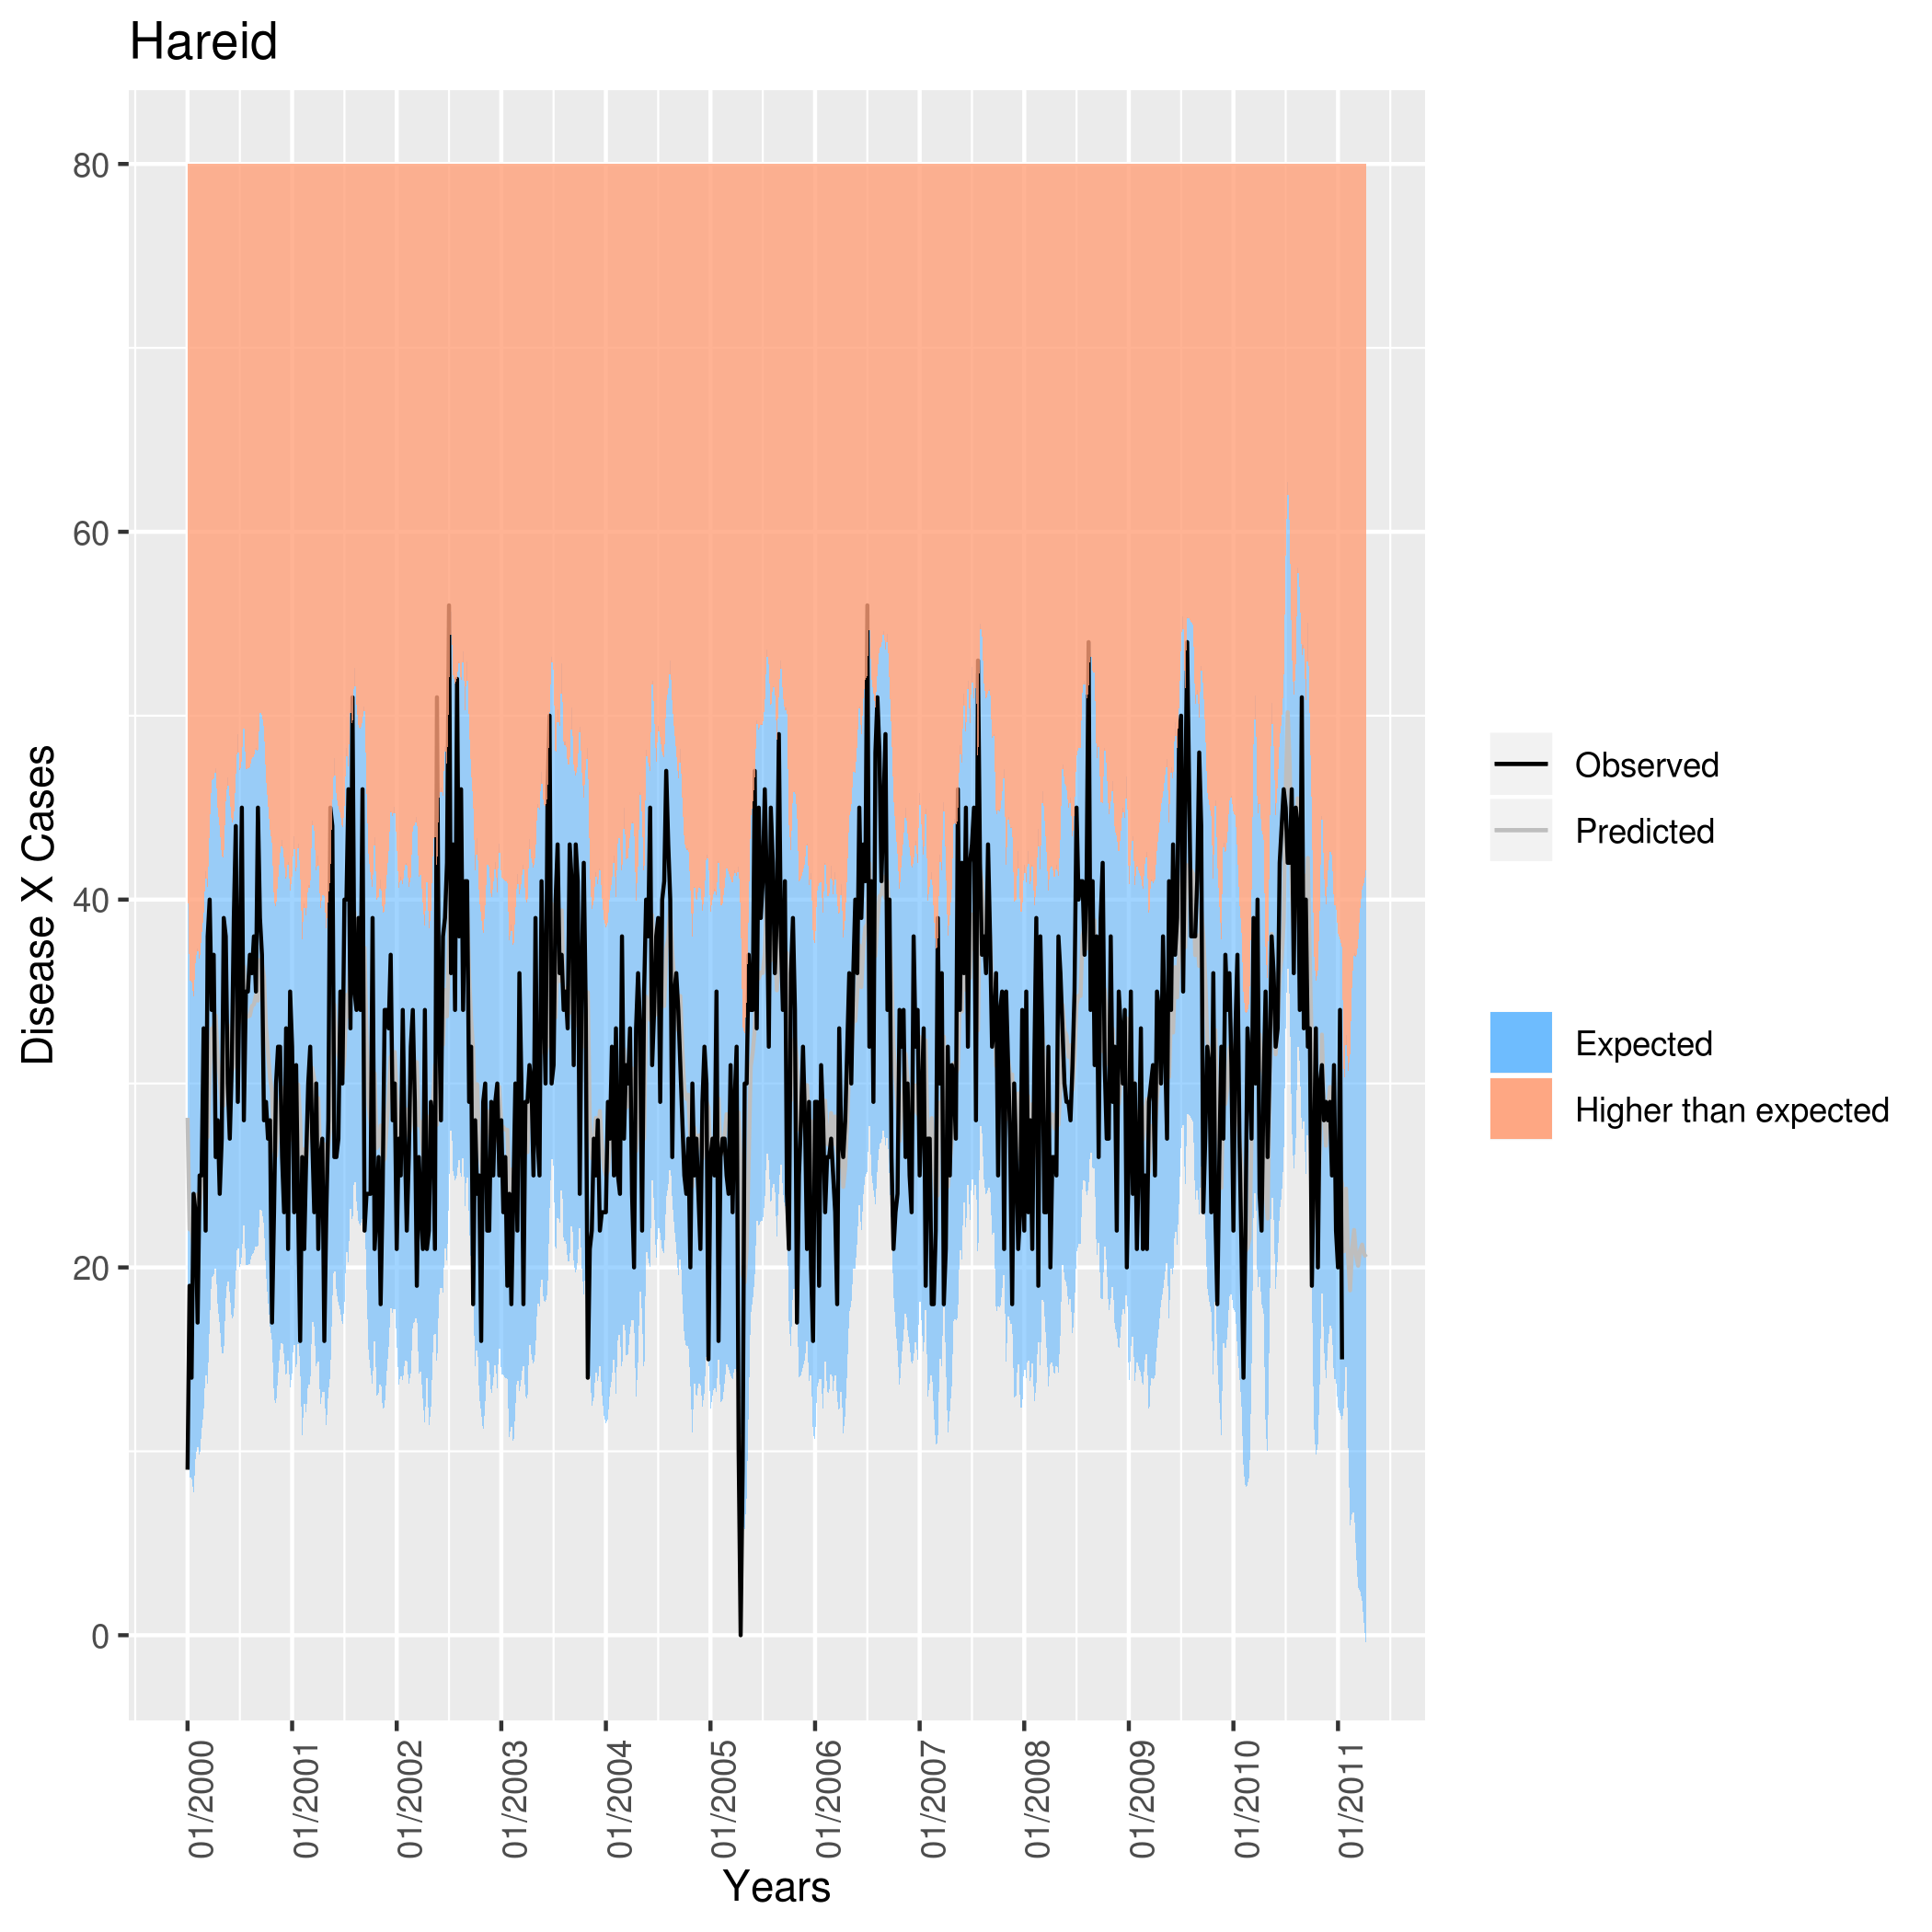 Hareid
80
60
40
20
0
Disease X Cases
01/2000
01/2001
01/2002
01/2003
01/2004
01/2005
01/2006
01/2007
01/2008
01/2009
01/2010
01/2011
Years
Observed
Predicted
Expected
Higher than expected